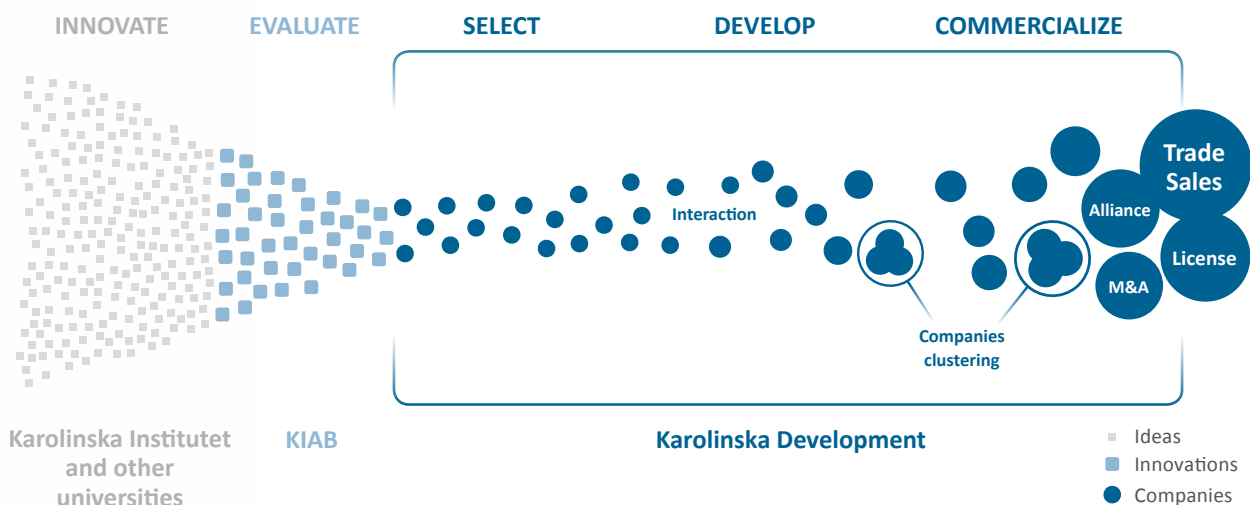 INNOVATE
EVALUATE
SELECT
DEVELOP
COMMERCIALIZE
Trade
Sales
Interaction
Alliance
License
M&A
Companies
clustering
Karolinska Institutet
and other
universities
KIAB
Karolinska Development
Ideas
Innovations
Companies